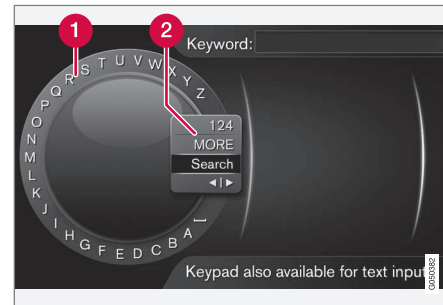 1
2
Keyword:
A B C D E F G H I J K L M N O P Q R S T U V W X Y Z
124
MORE
Search
◄|►
Keypad also available for text input
G050382